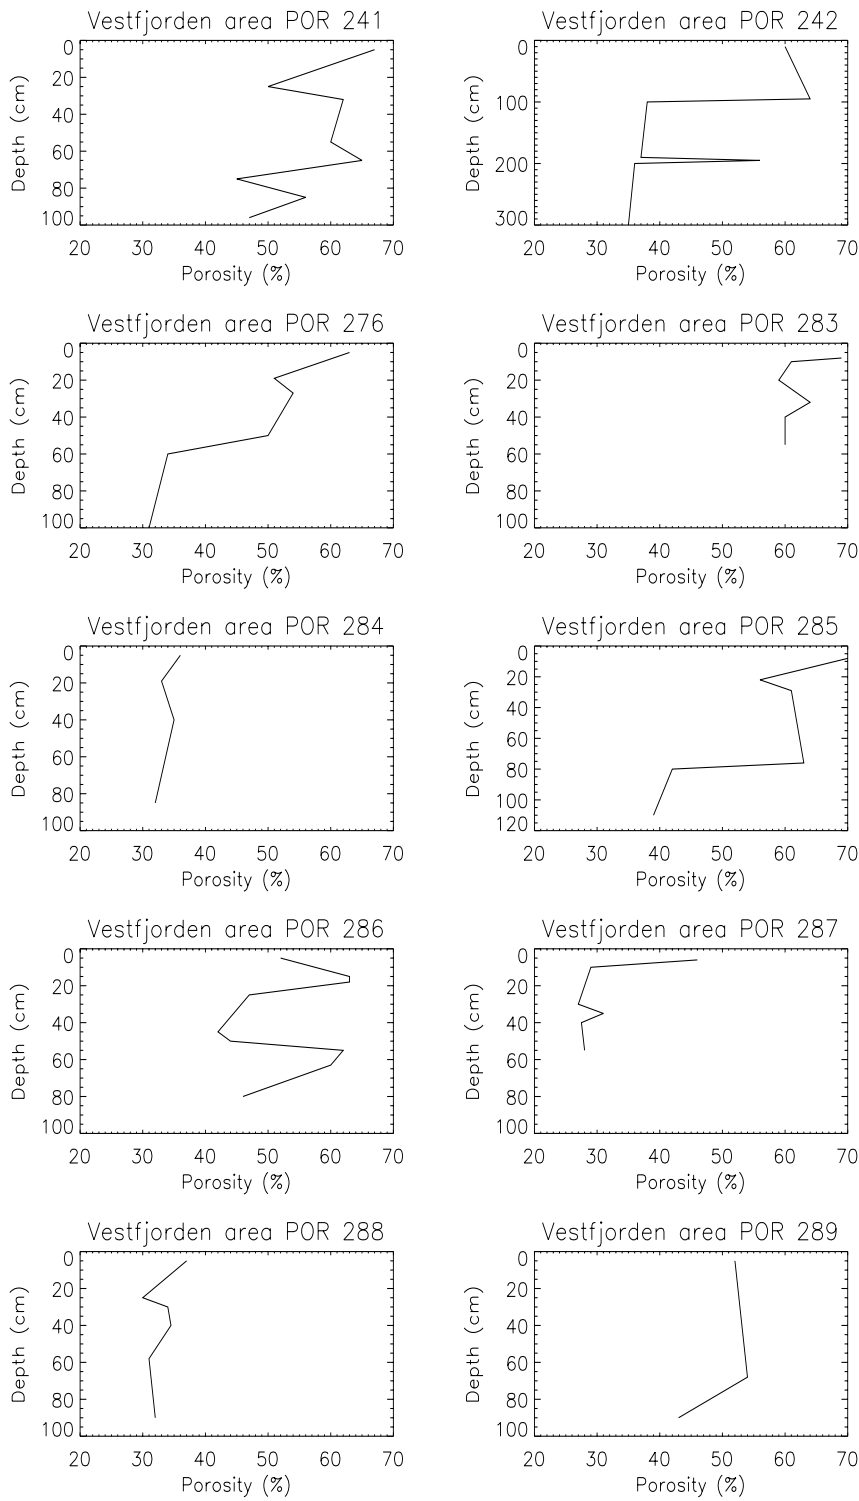 Vestfjorden area POR 241
0
20
40
60
80
100
Depth (cm)
20 30 40 50 60 70
Porosity (%)
Vestfjorden area POR 242
0
100
200
300
Depth (cm)
20 30 40 50 60 70
Porosity (%)
Vestfjorden area POR 276
0
20
40
60
80
100
Depth (cm)
20 30 40 50 60 70
Porosity (%)
Vestfjorden area POR 283
0
20
40
60
80
100
Depth (cm)
20 30 40 50 60 70
Porosity (%)
Vestfjorden area POR 284
0
20
40
60
80
100
Depth (cm)
20 30 40 50 60 70
Porosity (%)
Vestfjorden area POR 285
0
20
40
60
80
100
120
Depth (cm)
20 30 40 50 60 70
Porosity (%)
Vestfjorden area POR 286
0
20
40
60
80
100
Depth (cm)
20 30 40 50 60 70
Porosity (%)
Vestfjorden area POR 287
0
20
40
60
80
100
Depth (cm)
20 30 40 50 60 70
Porosity (%)
Vestfjorden area POR 288
0
20
40
60
80
100
Depth (cm)
20 30 40 50 60 70
Porosity (%)
Vestfjorden area POR 289
0
20
40
60
80
100
Depth (cm)
20 30 40 50 60 70
Porosity (%)